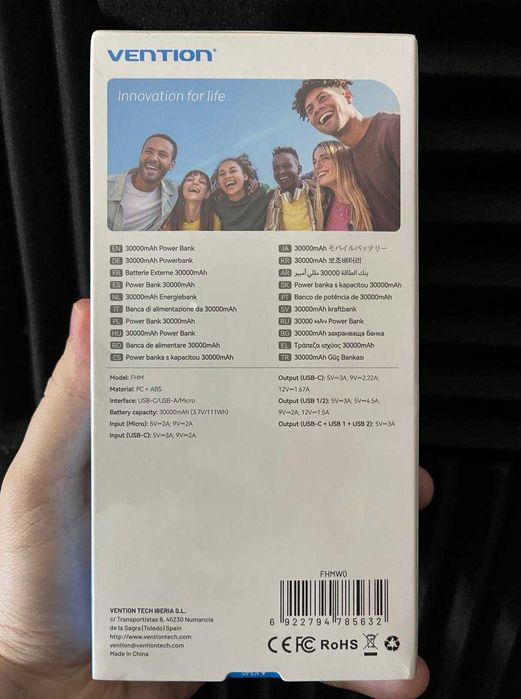 VENTION®
Innovation for life
EN 30000mAh Power Bank
DE 30000mAh Powerbank
FR Batterie Externe 30000mAh
ES Power Bank 30000mAh
NL 30000mAh Energiebank
IT Banca di alimentazione da 30000mAh
PL Power Bank 30000mAh
HU 30000mAh Power Bank
RO Banca de alimentare 30000mAh
CS Power banka s kapacitou 30000mAh
JA 30000mAh モバイルバッテリー
KR 30000mAh 보조배터리
AR بنك الطاقة 30000 مللي أمبير
SK Power banka s kapacitou 30000mAh
PT Banco de potência de 30000mAh
SV 30000mAh kraftbank
RU 30000 мАч Power Bank
BG 30000mAh захранваща банка
EL Τράπεζα ισχύος 30000mAh
TR 30000mAh Güç Bankası
Model: FHM
Material: PC + ABS
Interface: USB-C/USB-A/Micro
Battery capacity: 30000mAh (3.7V/111Wh)
Input (Micro): 5V⎓2A; 9V⎓2A
Input (USB-C): 5V⎓3A; 9V⎓2A
Output (USB-C): 5V⎓3A; 9V⎓2.22A;
12V⎓1.67A
Output (USB 1/2): 5V⎓3A; 5V⎓4.5A;
9V⎓2A; 12V⎓1.5A
Output (USB-C + USB 1 + USB 2): 5V⎓3A
VENTION TECH IBERIA S.L.
c/ Transportistas 8, 45230 Numancia
de la Sagra (Toledo) Spain
http://www.ventiontech.com
vention@ventiontech.com
Made in China
FHMW0
6 922794 785632
CE FC RoHS
OPEN